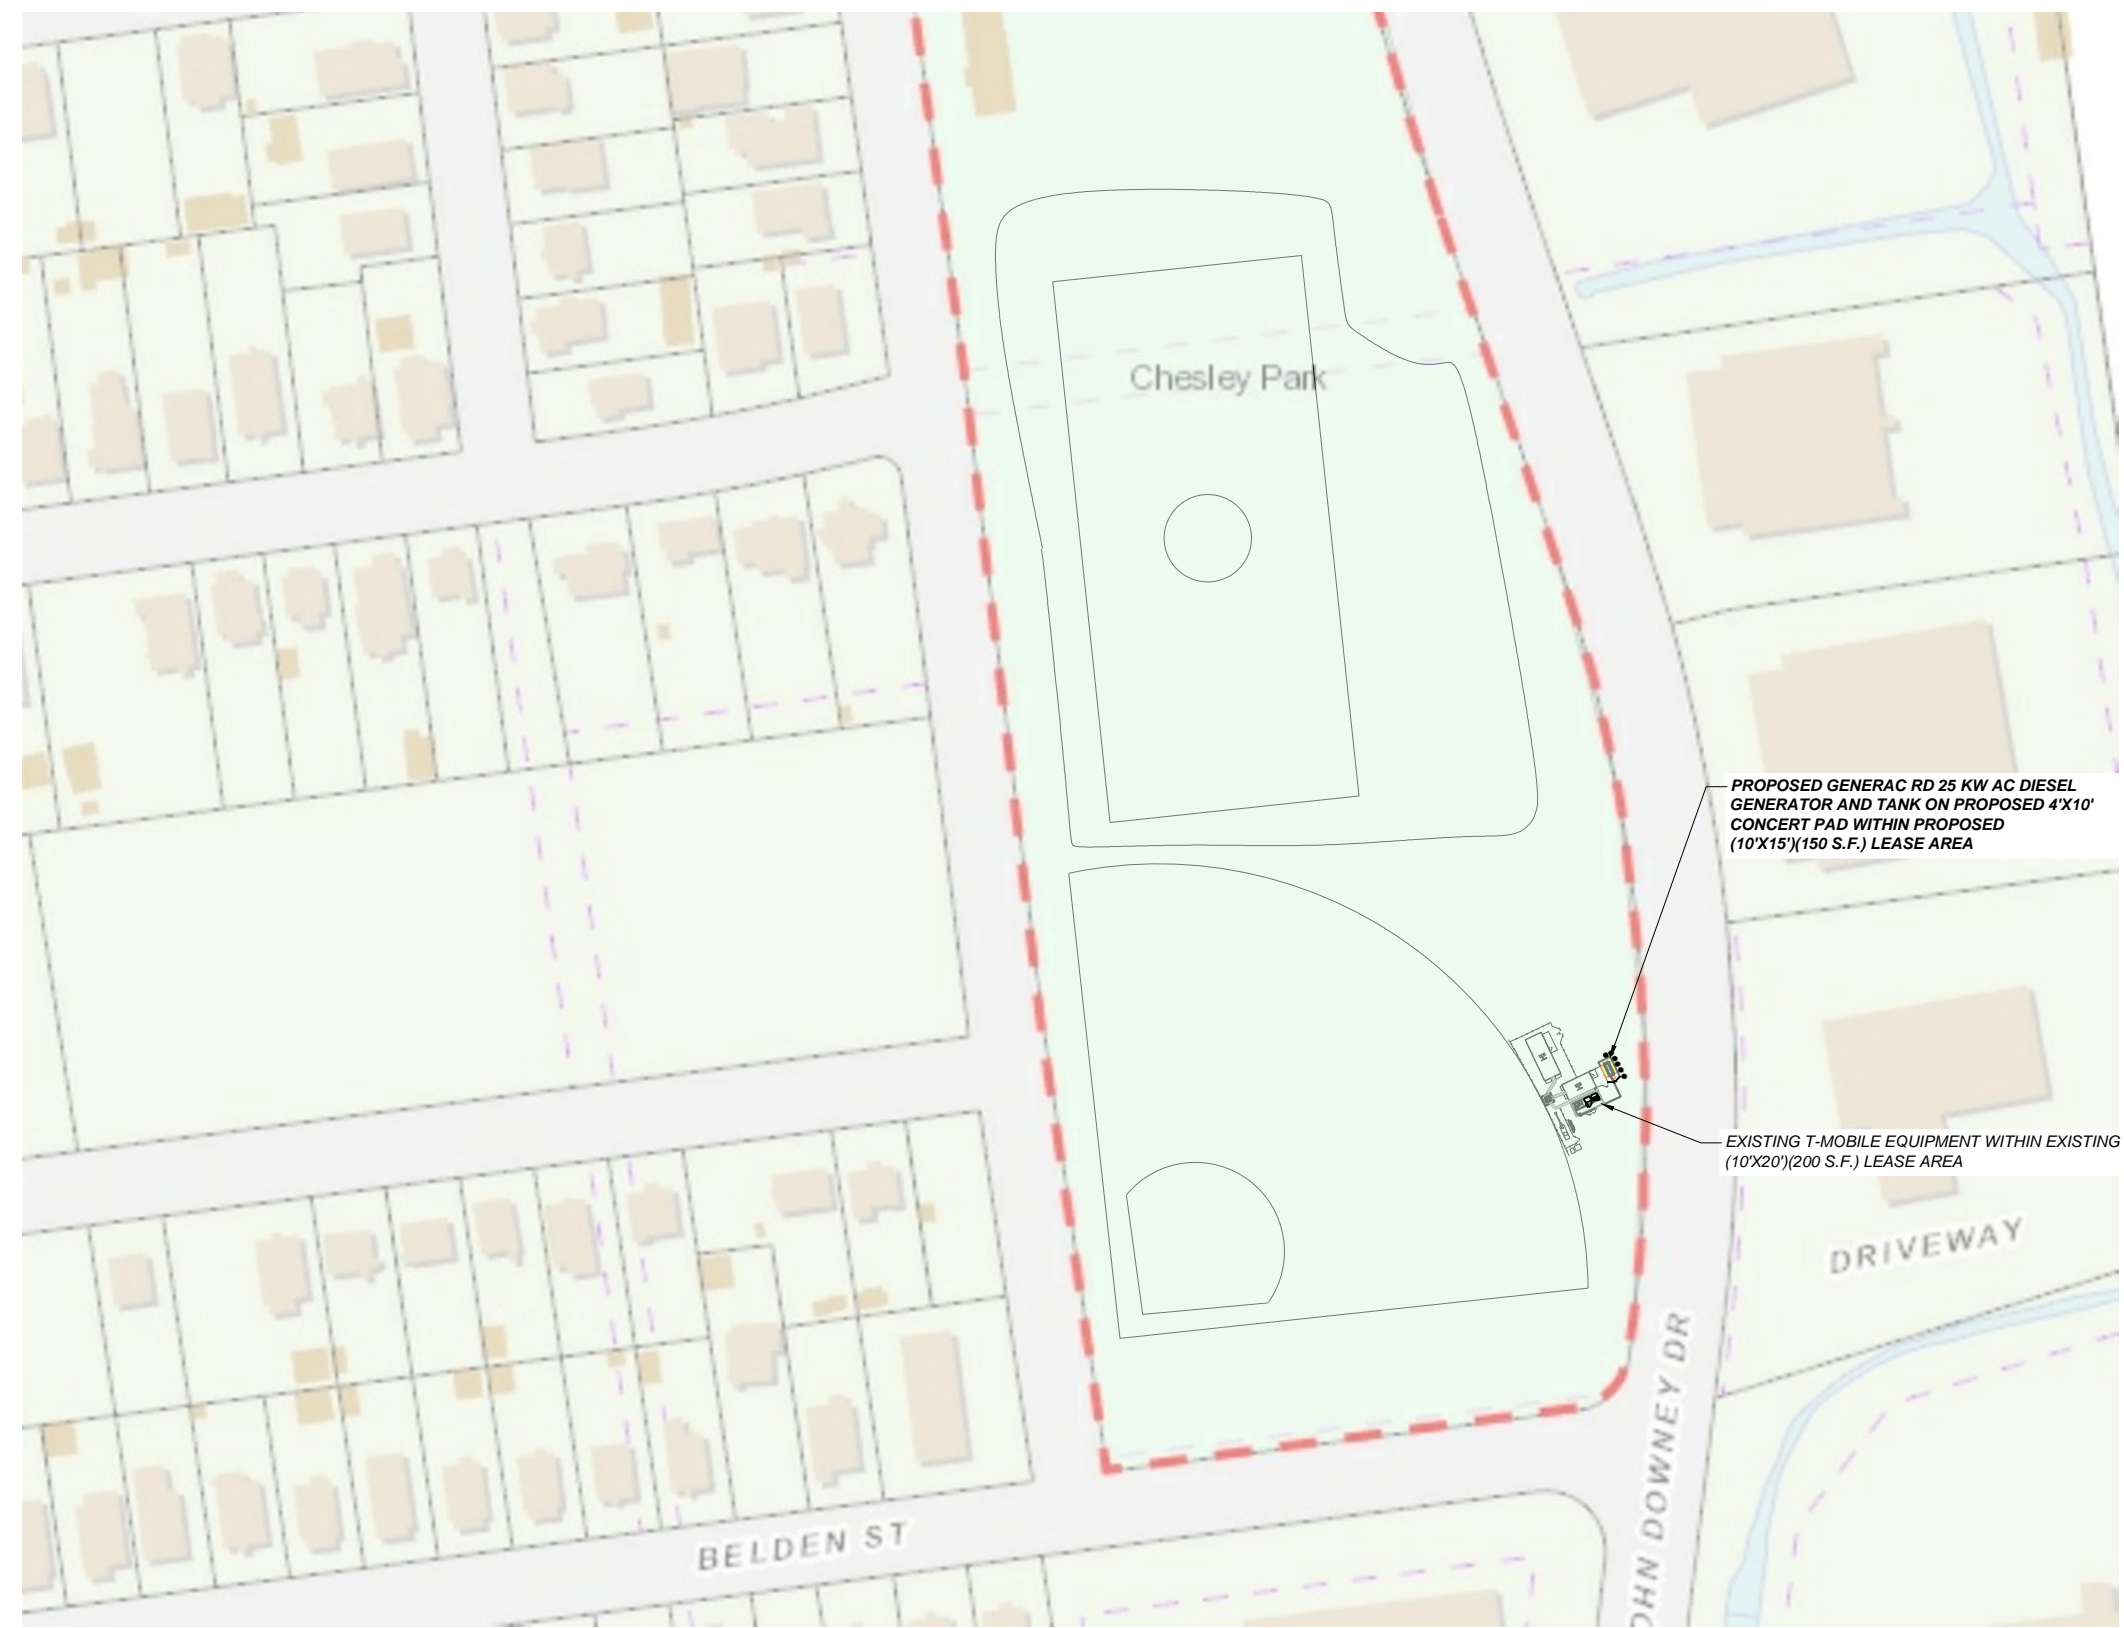 Chesley Park
PROPOSED GENERAC RD 25 KW AC DIESEL
GENERATOR AND TANK ON PROPOSED 4'X10'
CONCERT PAD WITHIN PROPOSED
(10'X15')(150 S.F.) LEASE AREA
EXISTING T-MOBILE EQUIPMENT WITHIN EXISTING
(10'X20')(200 S.F.) LEASE AREA
DRIVEWAY
OHN DOWNEY DR
BELDEN ST